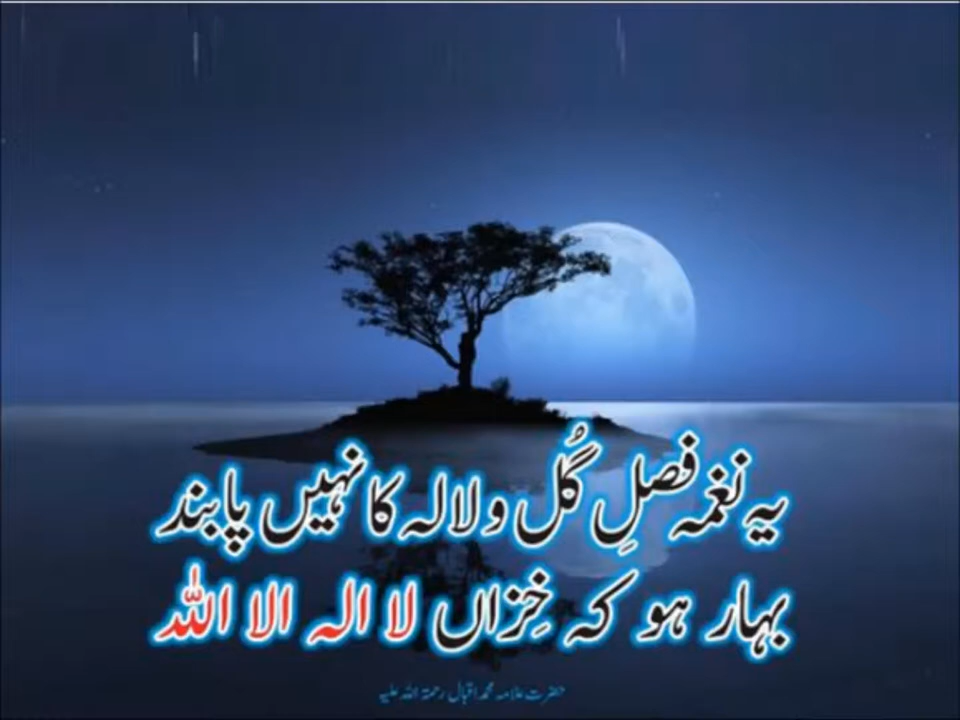 یہ نغمہ فصلِ گُل و لالہ کا نہیں پابند
بہار ہو کہ خِزاں لا الہ الا اللہ
حضرت علامہ محمد اقبال رحمۃ اللہ علیہ